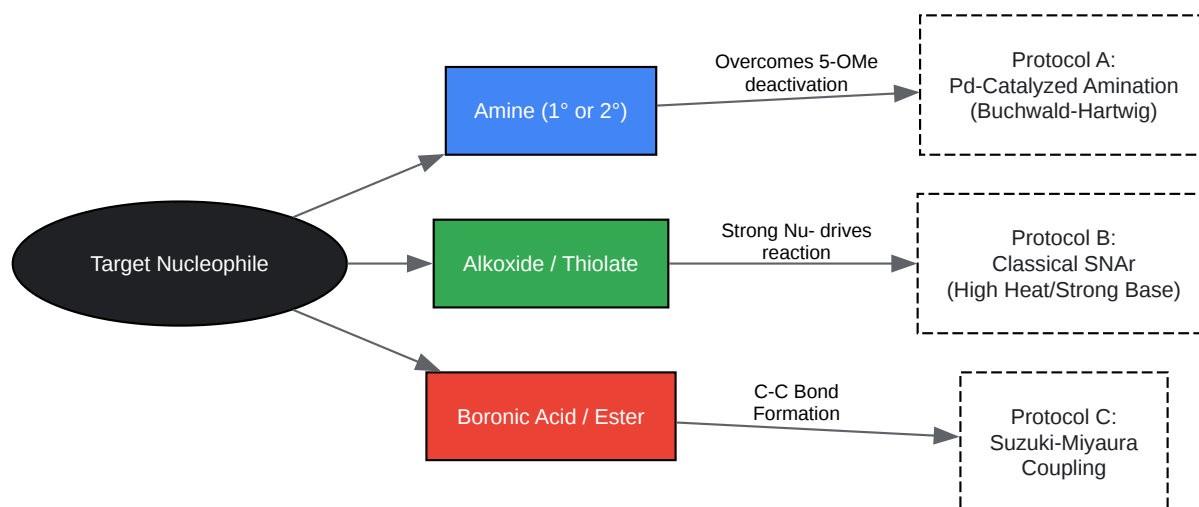 Overcomes 5-OMe
deactivation
Protocol A:
Pd-Catalyzed Amination
(Buchwald-Hartwig)
Amine (1° or 2°)
Target Nucleophile
Alkoxide / Thiolate
Strong Nu- drives
reaction
Protocol B:
Classical SNAr
(High Heat/Strong Base)
Boronic Acid / Ester
C-C Bond
Formation
Protocol C:
Suzuki-Miyaura
Coupling